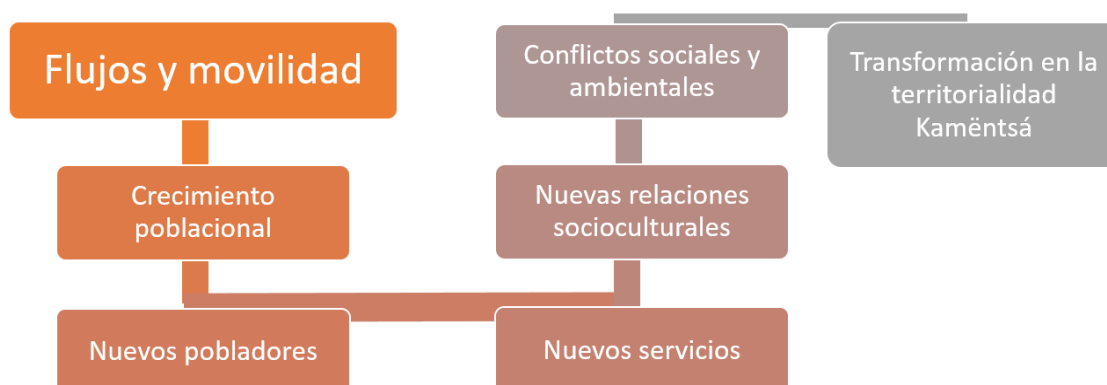 Flujos y movilidad
Crecimiento
poblacional
Nuevos pobladores
Nuevos servicios
Nuevas relaciones
socioculturales
Conflictos sociales y
ambientales
Transformación en la
territorialidad
Kamëntsá